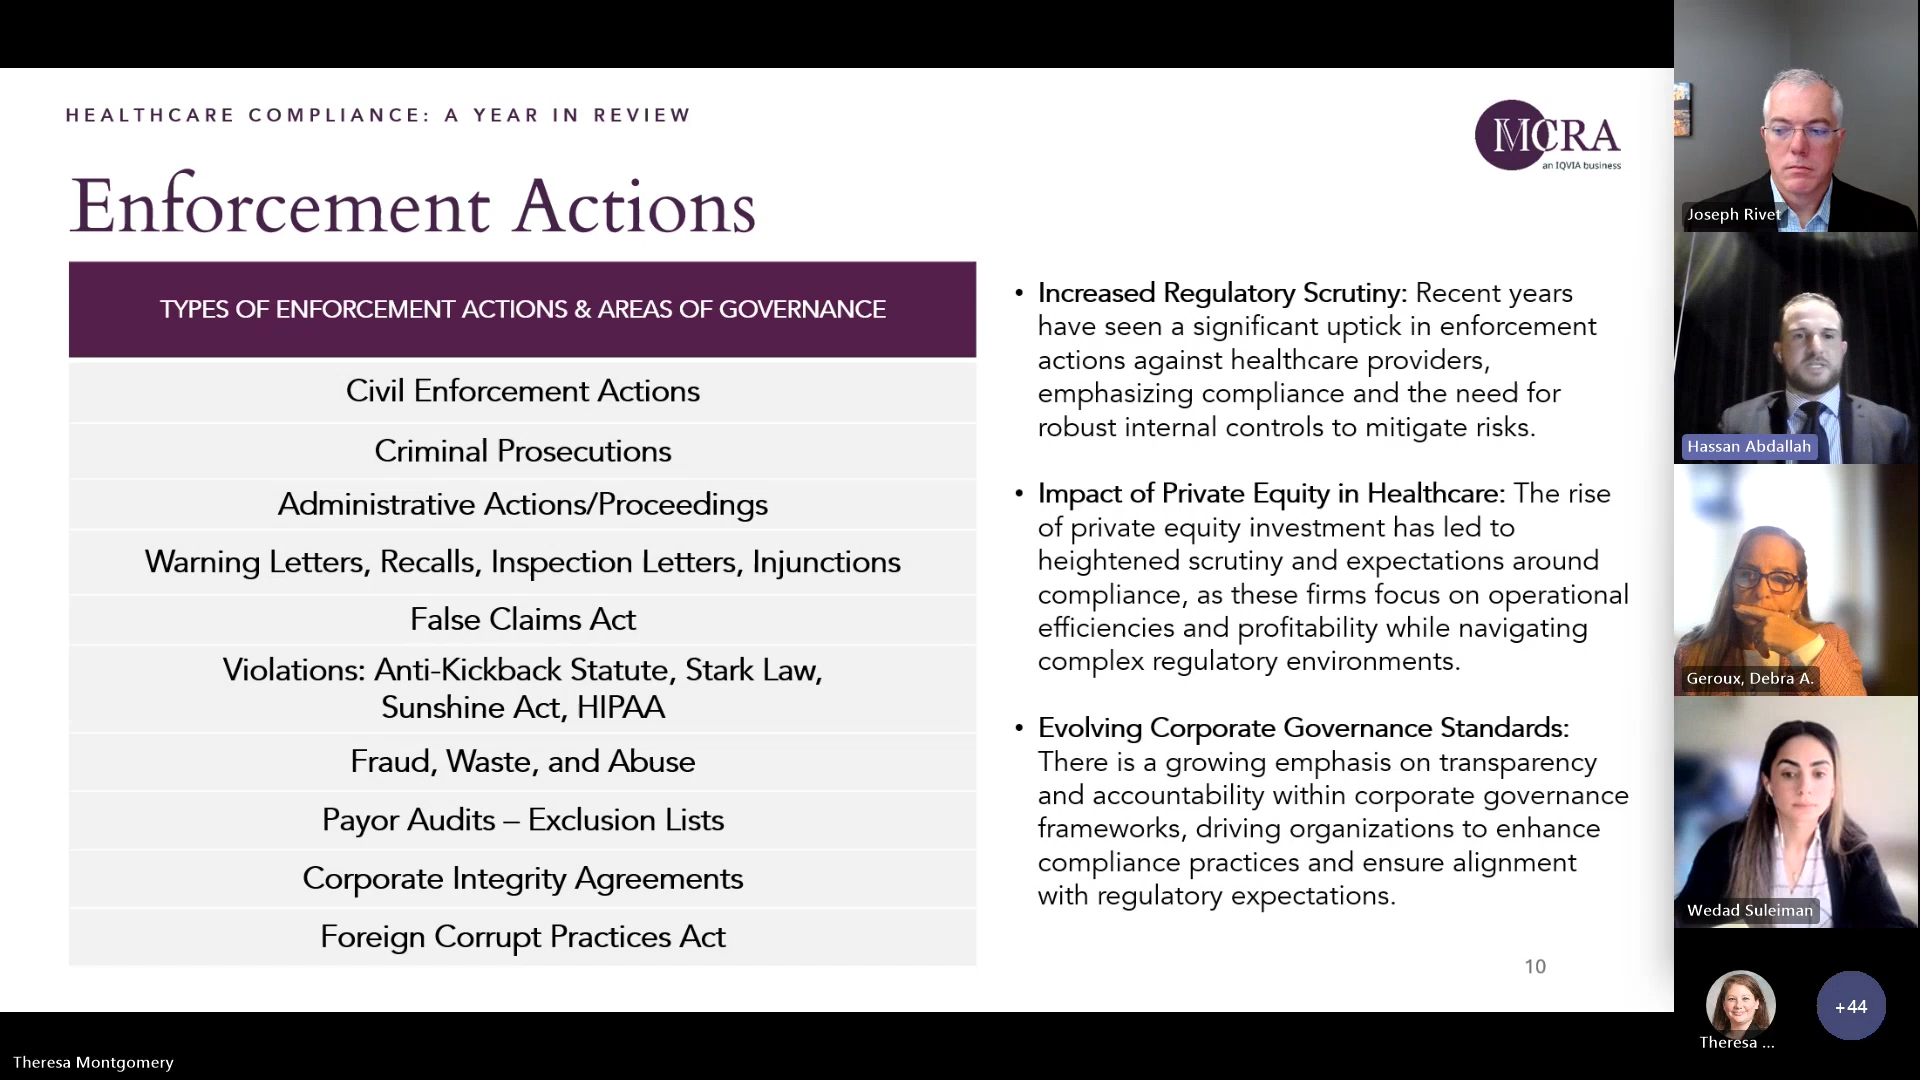 HEALTHCARE COMPLIANCE: A YEAR IN REVIEW
MCRA
an IQVIA business
Enforcement Actions
TYPES OF ENFORCEMENT ACTIONS & AREAS OF GOVERNANCE
Civil Enforcement Actions
Criminal Prosecutions
Administrative Actions/Proceedings
Warning Letters, Recalls, Inspection Letters, Injunctions
False Claims Act
Violations: Anti-Kickback Statute, Stark Law,
Sunshine Act, HIPAA
Fraud, Waste, and Abuse
Payor Audits – Exclusion Lists
Corporate Integrity Agreements
Foreign Corrupt Practices Act
• Increased Regulatory Scrutiny: Recent years
have seen a significant uptick in enforcement
actions against healthcare providers,
emphasizing compliance and the need for
robust internal controls to mitigate risks.
• Impact of Private Equity in Healthcare: The rise
of private equity investment has led to
heightened scrutiny and expectations around
compliance, as these firms focus on operational
efficiencies and profitability while navigating
complex regulatory environments.
• Evolving Corporate Governance Standards:
There is a growing emphasis on transparency
and accountability within corporate governance
frameworks, driving organizations to enhance
compliance practices and ensure alignment
with regulatory expectations.
10
Joseph Rivet
Hassan Abdallah
Geroux, Debra A.
Wedad Suleiman
Theresa ...
+44
Theresa Montgomery